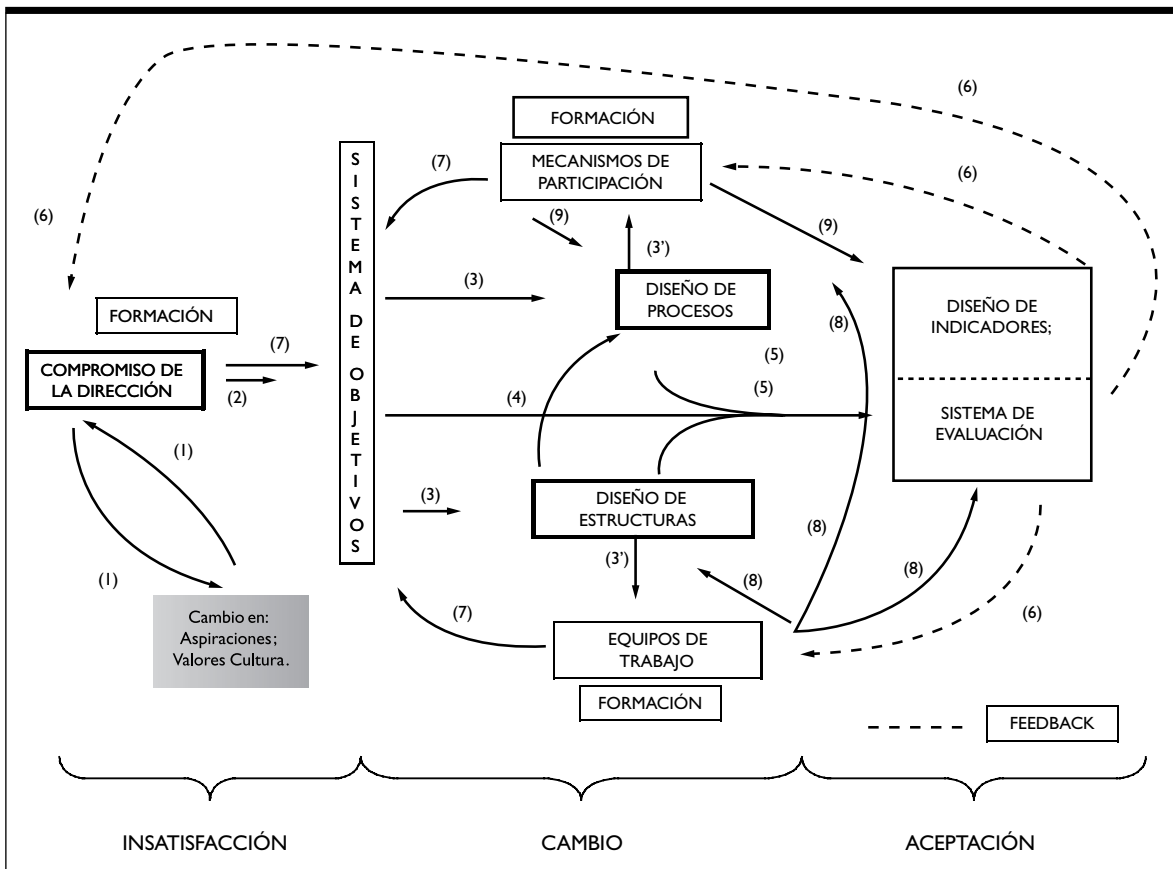 (6)
FORMACIÓN
MECANISMOS DE
PARTICIPACIÓN
(7)
(6)
(6)
(9)
(9)
(3’)
SISTEMA DE OBJETIVOS
(3)
DISEÑO DE
PROCESOS
DISEÑO DE
INDICADORES;
FORMACIÓN
(8)
COMPROMISO DE
LA DIRECCIÓN
(7)
(2)
(5)
(5)
(4)
SISTEMA DE
EVALUACIÓN
(1)
(3)
DISEÑO DE
ESTRUCTURAS
(8)
(3’)
(8)
(8)
(1)
Cambio en:
Aspiraciones;
Valores Cultura.
(7)
EQUIPOS DE
TRABAJO
(6)
FORMACIÓN
FEEDBACK
INSATISFACCIÓN
CAMBIO
ACEPTACIÓN